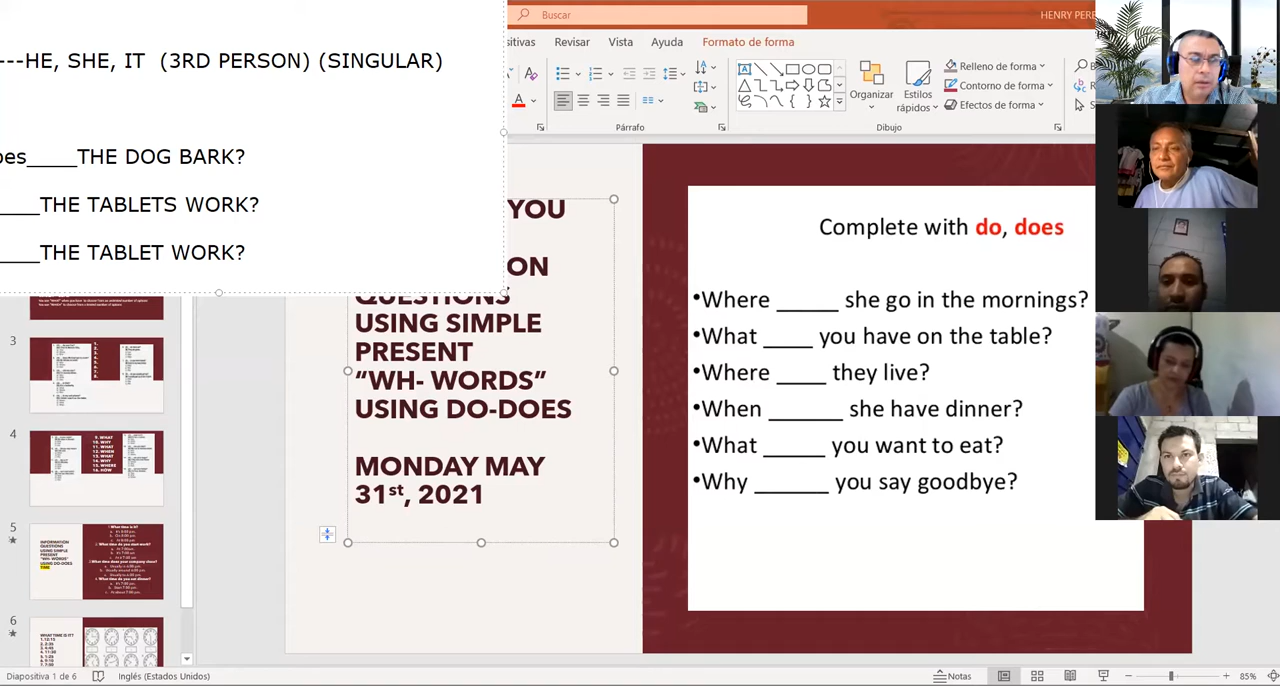 ---HE, SHE, IT (3RD PERSON) (SINGULAR)
oes____THE DOG BARK?
____THE TABLETS WORK?
____THE TABLET WORK?
Buscar
HENRY PERE
sitivas Revisar Vista Ayuda Formato de forma
Organizar
Estilos rápidos
Relleno de forma
Contorno de forma
Efectos de forma
Párrafo
Dibujo
3
4
5
6
YOU
ON
QUESTIONS
USING SIMPLE
PRESENT
“WH- WORDS”
USING DO-DOES
MONDAY MAY
31st, 2021
Complete with do, does
•Where _____ she go in the mornings?
•What ____ you have on the table?
•Where ____ they live?
•When ______ she have dinner?
•What _____ you want to eat?
•Why ______ you say goodbye?
Diapositiva 1 de 6
Inglés (Estados Unidos)
Notas
85%